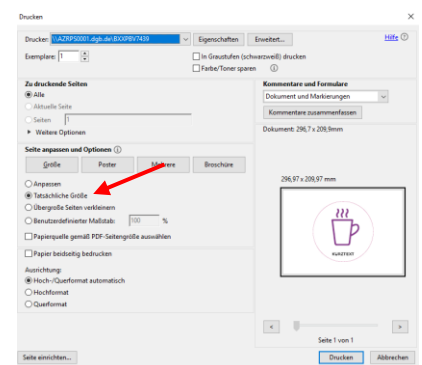 Drucken
Drucker: \\AZRPS0001.dgb.de\BXXPBV7439 Eigenschaften Erweitert... Hilfe
Exemplare: 1 In Graustufen (schwarzweiß) drucken
Farbe/Toner sparen
Zu druckende Seiten
Alle
Aktuelle Seite
Seiten 1
Weitere Optionen
Seite anpassen und Optionen
Größe Poster Mehrere Broschüre
Anpassen
Tatsächliche Größe
Übergroße Seiten verkleinern
Benutzerdefinierter Maßstab: 100 %
Papierquelle gemäß PDF-Seitengröße auswählen
Papier beidseitig bedrucken
Ausrichtung:
Hoch-/Querformat automatisch
Hochformat
Querformat
Kommentare und Formulare
Dokument und Markierungen
Kommentare zusammenfassen
Dokument: 296,7 x 209,9mm
296,97 x 209,97 mm
KURZTEXT
< >
Seite 1 von 1
Seite einrichten... Drucken Abbrechen